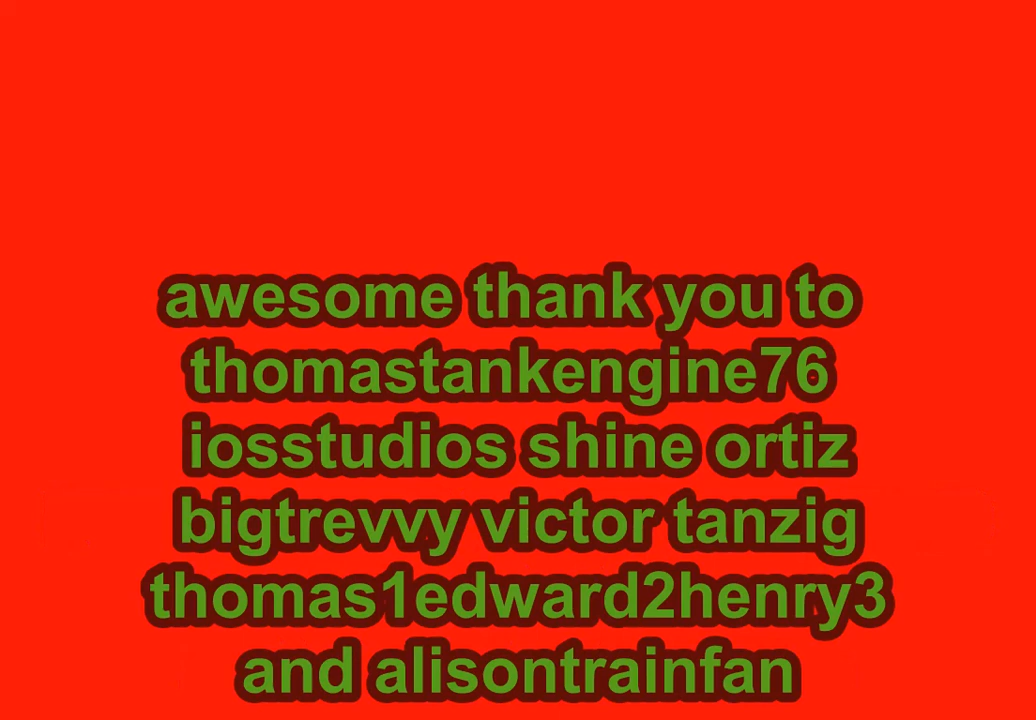 awesome thank you to
thomastankengine76
iosstudios shine ortiz
bigtrevvy victor tanzig
thomas1edward2henry3
and alisontrainfan